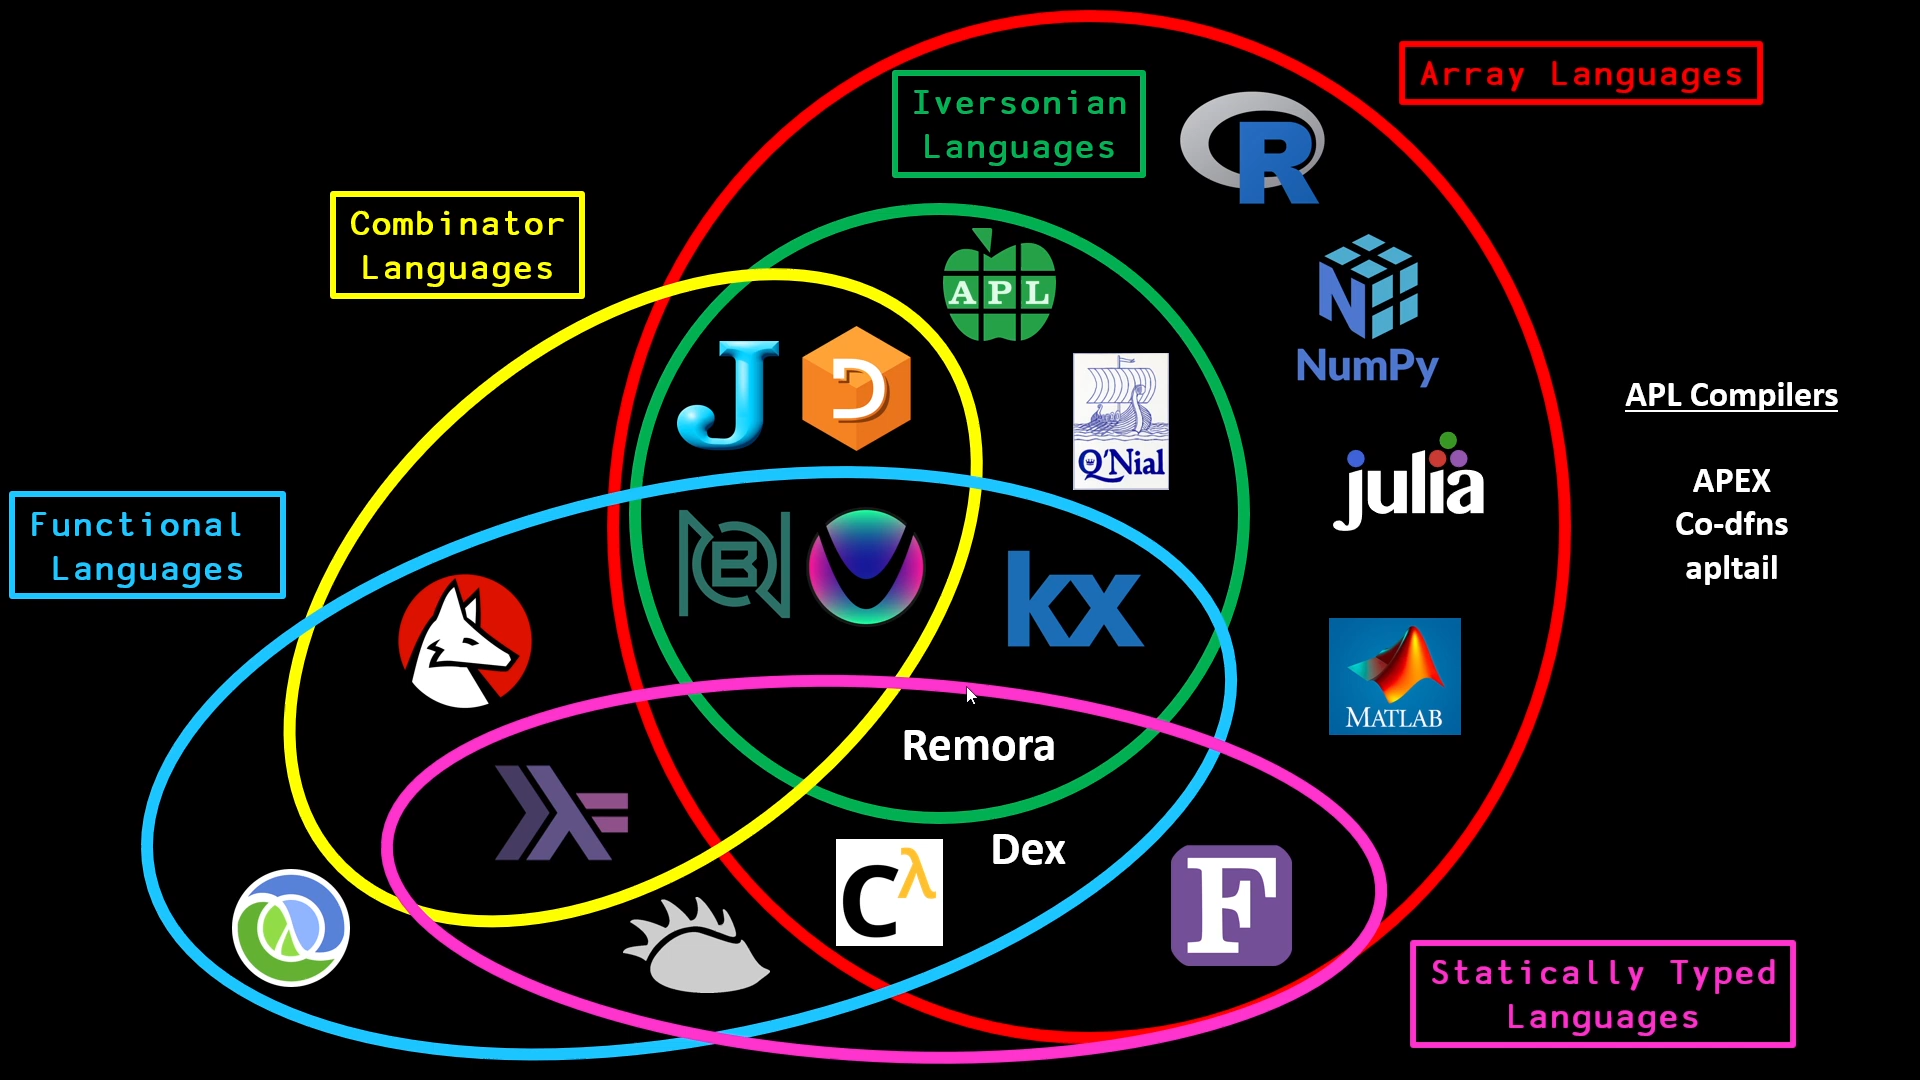 Array Languages
Iversonian
Languages
R
Combinator
Languages
APL
NumPy
J
D
Q'Nial
APL Compilers
julia
APEX
Functional
Languages
Co-dfns
B
kx
apltail
MATLAB
Remora
Dex
Cλ
F
Statically Typed
Languages